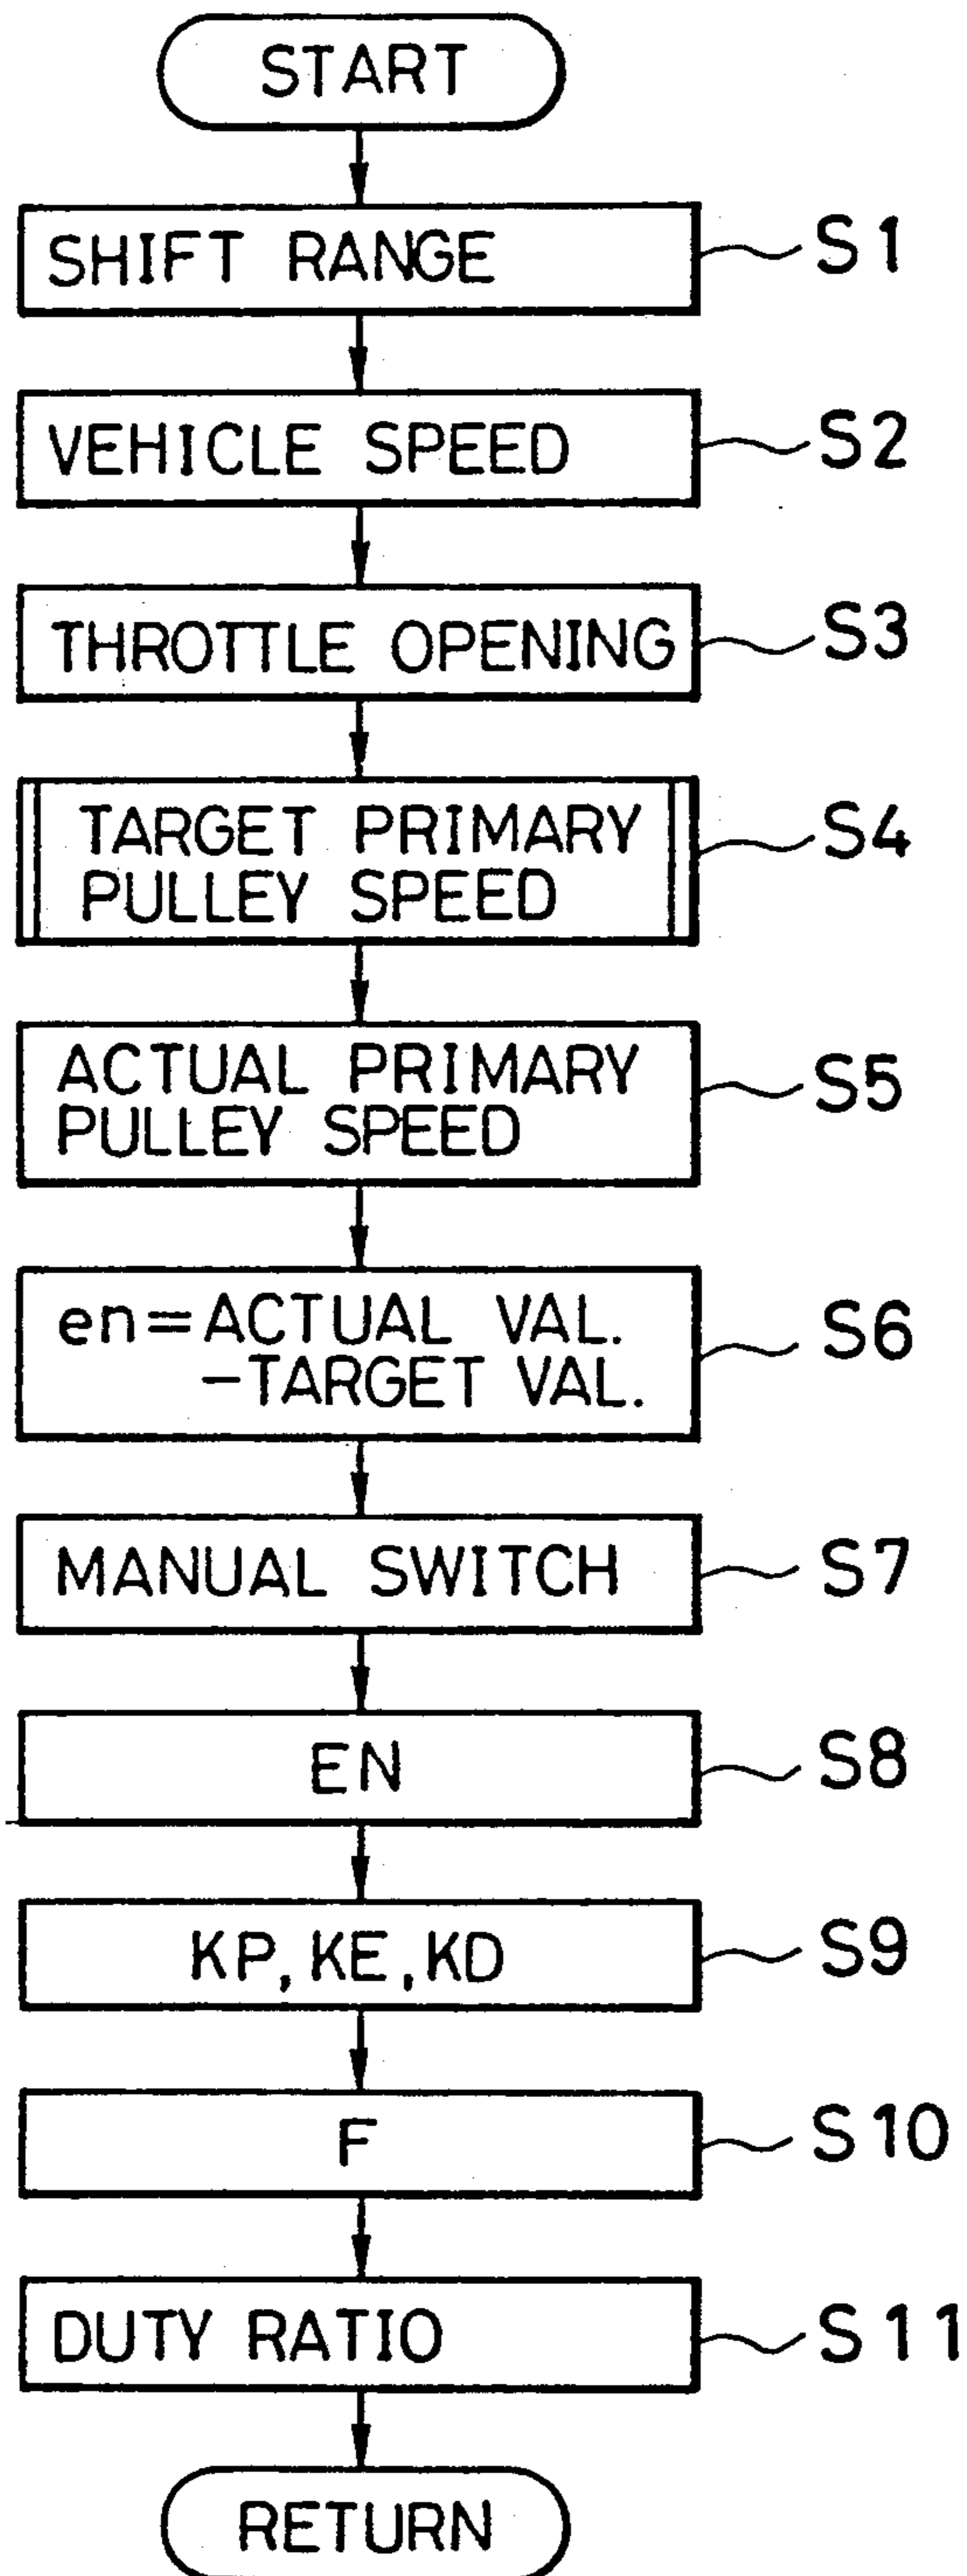 START
SHIFT RANGE S1
VEHICLE SPEED S2
THROTTLE OPENING S3
TARGET PRIMARY
PULLEY SPEED S4
ACTUAL PRIMARY
PULLEY SPEED S5
en=ACTUAL VAL.
-TARGET VAL. S6
MANUAL SWITCH S7
EN S8
KP, KE, KD S9
F S10
DUTY RATIO S11
RETURN